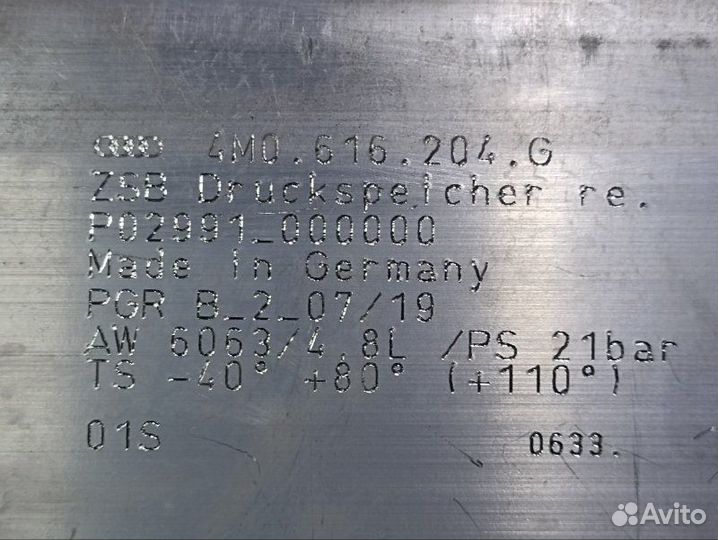 4M0.616.204.G
ZSB Druckspeicher re.
P02991_000000
Made in Germany
PGR B_2_07/19
AW 6063/4.8L /PS 21bar
TS -40° +80° (+110°)
01S 0633.
Avito